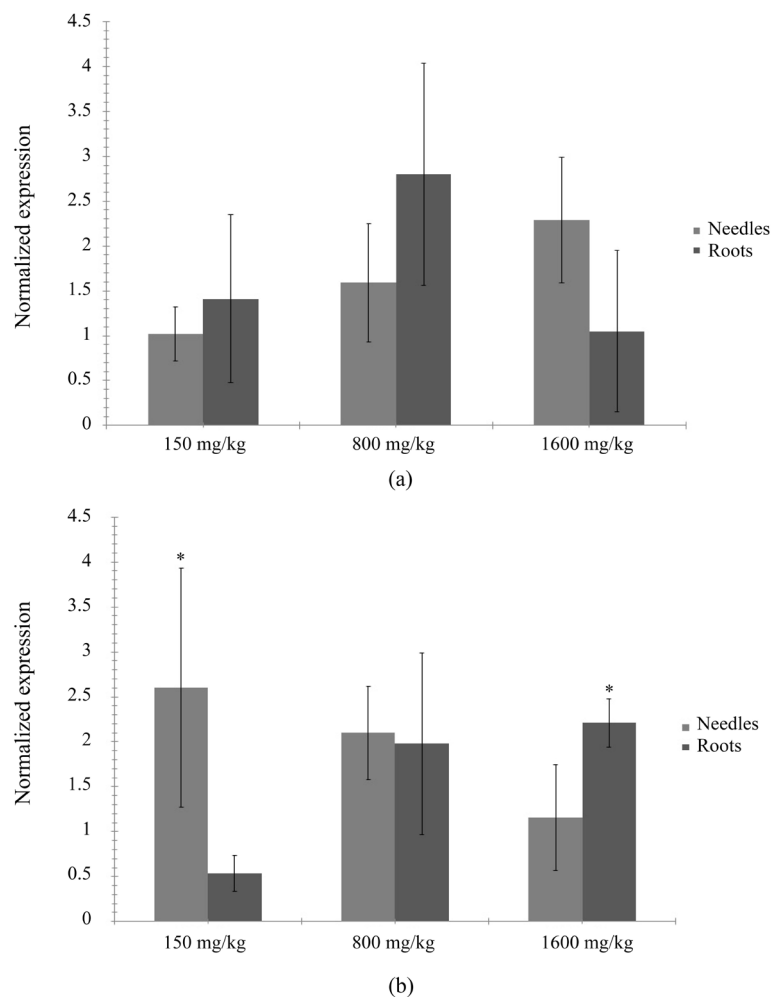 4.5
4
3.5
3
2.5
2
1.5
1
0.5
0
Normalized expression
Needles
Roots
150 mg/kg 800 mg/kg 1600 mg/kg
(a)
4.5
4
3.5
3
2.5
2
1.5
1
0.5
0
Normalized expression
*
*
Needles
Roots
150 mg/kg 800 mg/kg 1600 mg/kg
(b)